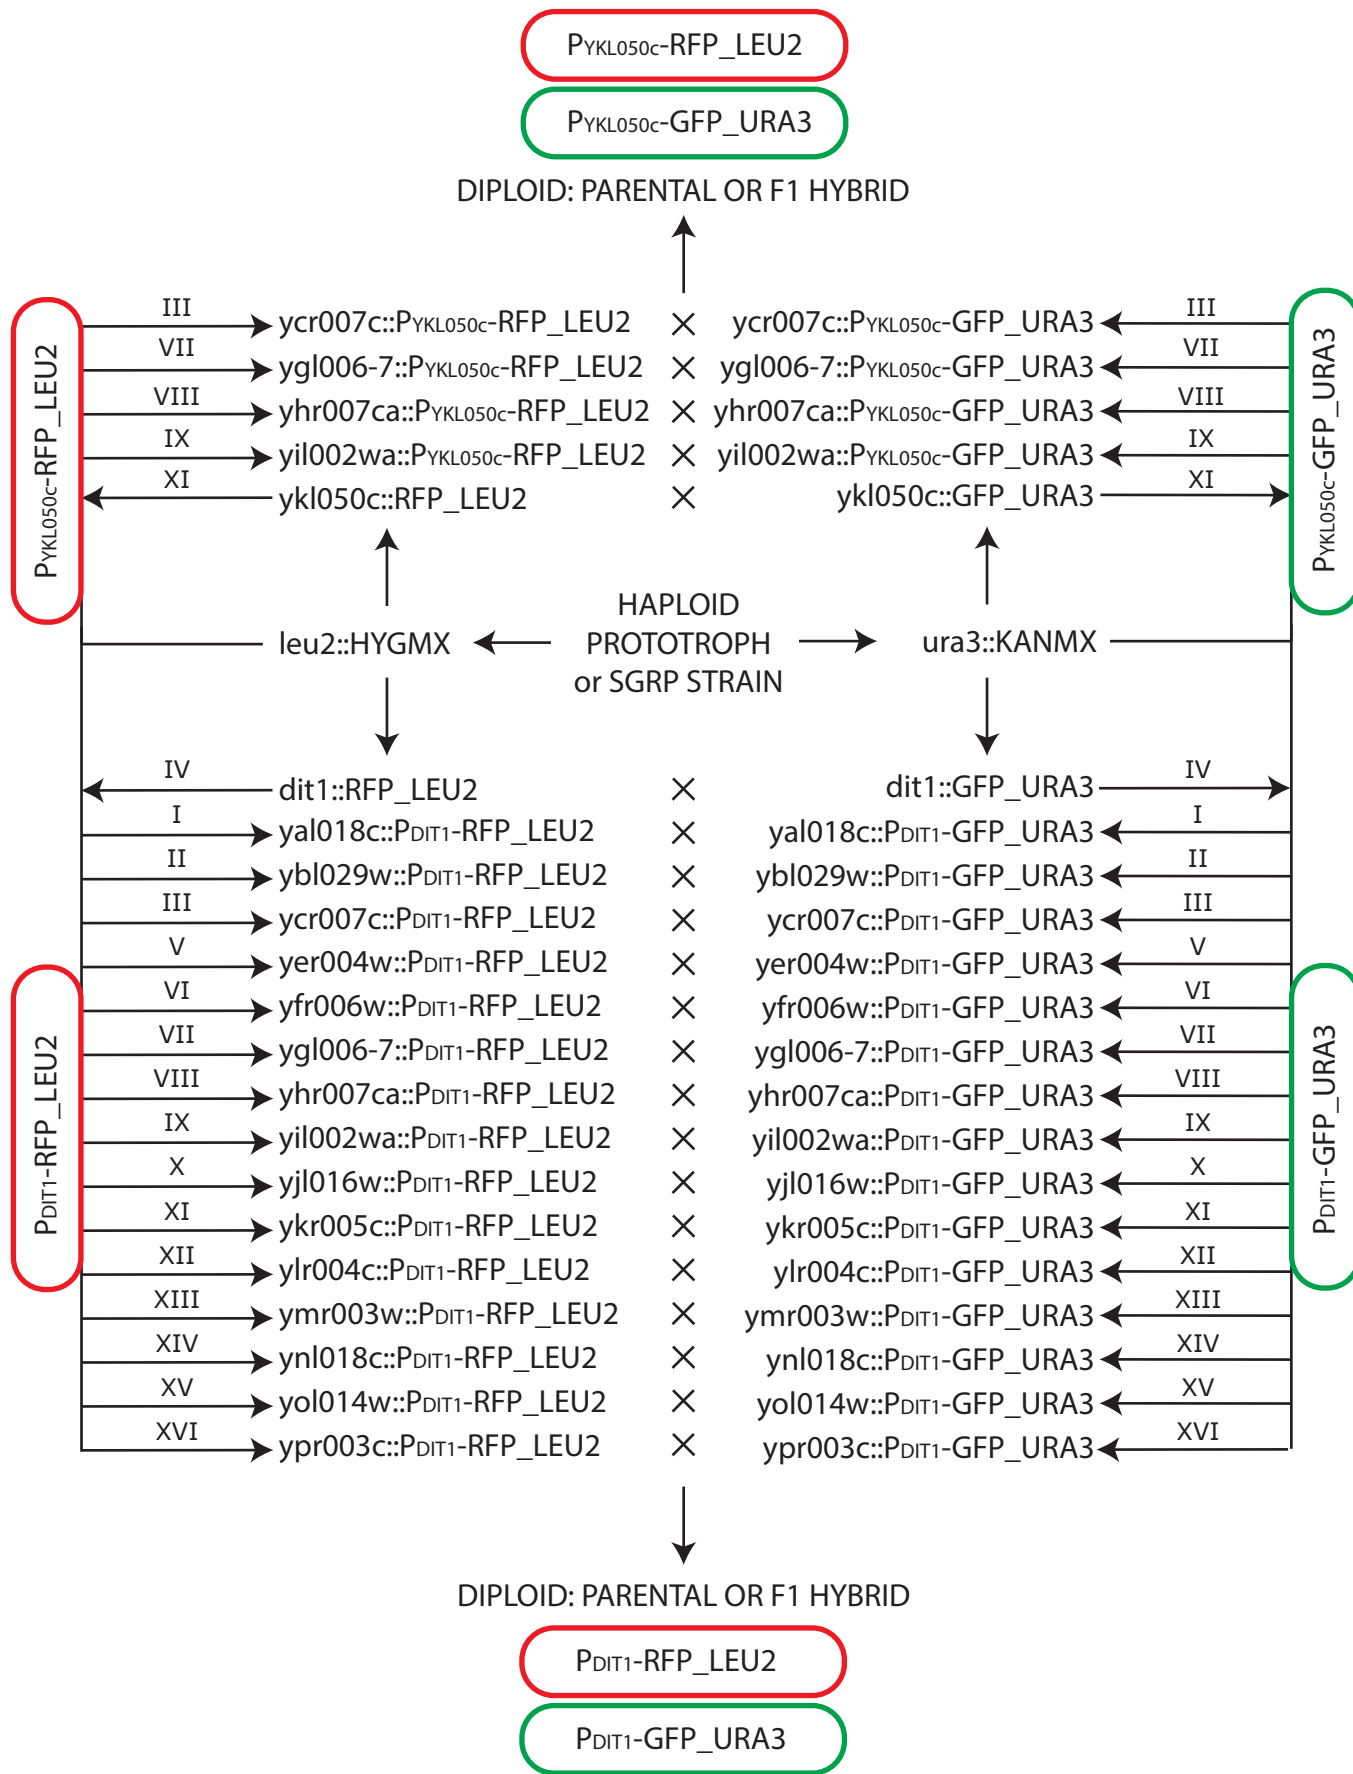 PYKL050c-RFP_LEU2
PYKL050c-GFP_URA3
DIPLOID: PARENTAL OR F1 HYBRID
PYKL050c-RFP_LEU2
PYKL050c-GFP_URA3
III ycr007c::PYKL050c-RFP_LEU2 × ycr007c::PYKL050c-GFP_URA3 III
VII ygl006-7::PYKL050c-RFP_LEU2 × ygl006-7::PYKL050c-GFP_URA3 VII
VIII yhr007ca::PYKL050c-RFP_LEU2 × yhr007ca::PYKL050c-GFP_URA3 VIII
IX yil002wa::PYKL050c-RFP_LEU2 × yil002wa::PYKL050c-GFP_URA3 IX
XI ykl050c::RFP_LEU2 × ykl050c::GFP_URA3 XI
leu2::HYGMX
HAPLOID
PROTOTROPH
or SGRP STRAIN
ura3::KANMX
IV dit1::RFP_LEU2 × dit1::GFP_URA3 IV
I yal018c::PDIT1-RFP_LEU2 × yal018c::PDIT1-GFP_URA3 I
II ybl029w::PDIT1-RFP_LEU2 × ybl029w::PDIT1-GFP_URA3 II
III ycr007c::PDIT1-RFP_LEU2 × ycr007c::PDIT1-GFP_URA3 III
V yer004w::PDIT1-RFP_LEU2 × yer004w::PDIT1-GFP_URA3 V
VI yfr006w::PDIT1-RFP_LEU2 × yfr006w::PDIT1-GFP_URA3 VI
VII ygl006-7::PDIT1-RFP_LEU2 × ygl006-7::PDIT1-GFP_URA3 VII
VIII yhr007ca::PDIT1-RFP_LEU2 × yhr007ca::PDIT1-GFP_URA3 VIII
IX yil002wa::PDIT1-RFP_LEU2 × yil002wa::PDIT1-GFP_URA3 IX
X yjl016w::PDIT1-RFP_LEU2 × yjl016w::PDIT1-GFP_URA3 X
XI ykr005c::PDIT1-RFP_LEU2 × ykr005c::PDIT1-GFP_URA3 XI
XII ylr004c::PDIT1-RFP_LEU2 × ylr004c::PDIT1-GFP_URA3 XII
XIII ymr003w::PDIT1-RFP_LEU2 × ymr003w::PDIT1-GFP_URA3 XIII
XIV ynl018c::PDIT1-RFP_LEU2 × ynl018c::PDIT1-GFP_URA3 XIV
XV yol014w::PDIT1-RFP_LEU2 × yol014w::PDIT1-GFP_URA3 XV
XVI ypr003c::PDIT1-RFP_LEU2 × ypr003c::PDIT1-GFP_URA3 XVI
PDIT1-RFP_LEU2
PDIT1-GFP_URA3
DIPLOID: PARENTAL OR F1 HYBRID
PDIT1-RFP_LEU2
PDIT1-GFP_URA3